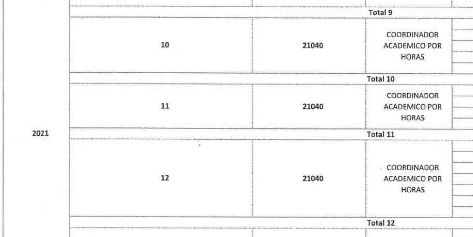 Total 9
10 21040 COORDINADOR
ACADEMICO POR
HORAS
Total 10
11 21040 COORDINADOR
ACADEMICO POR
HORAS
Total 11
2021
12 21040 COORDINADOR
ACADEMICO POR
HORAS
Total 12